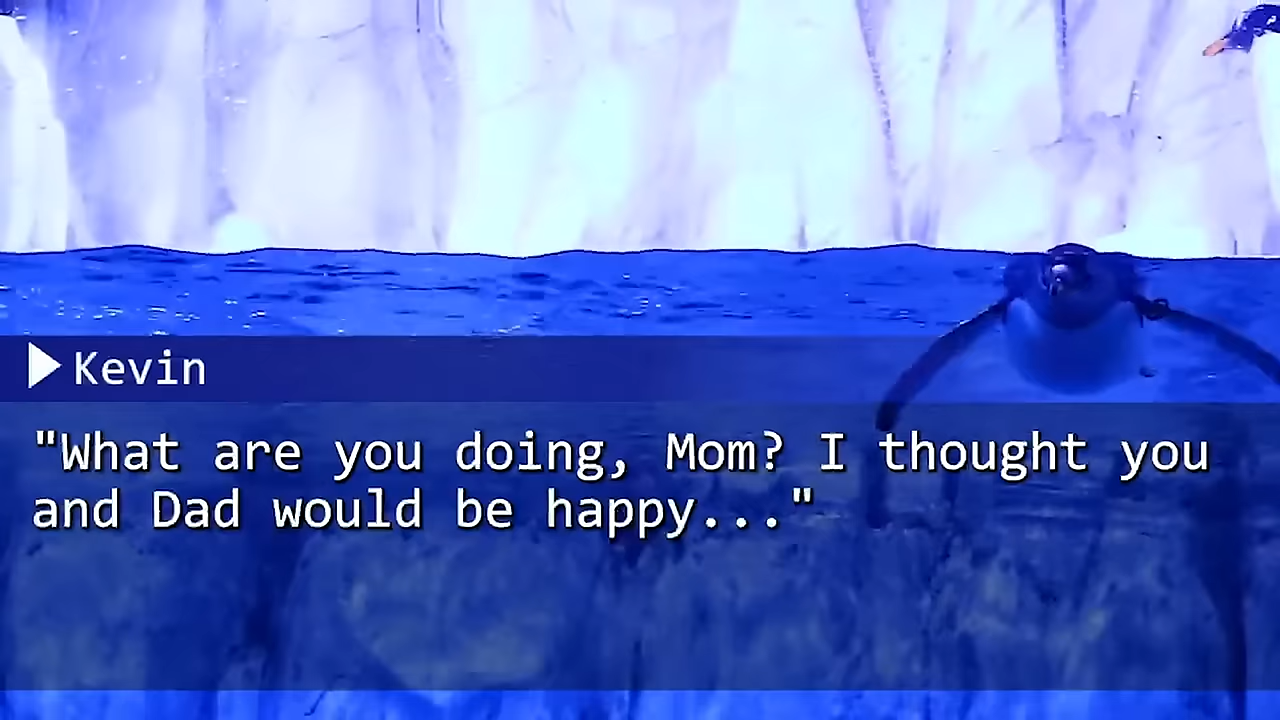 Kevin
"What are you doing, Mom? I thought you
and Dad would be happy..."